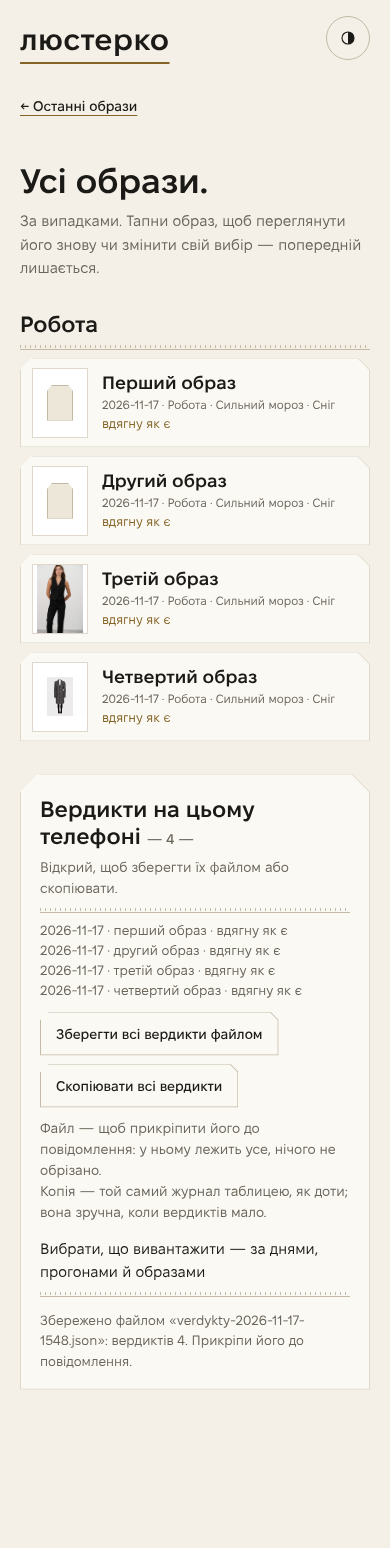 люстерко
← Останні образи
Усі образи.
За випадками. Тапни образ, щоб переглянути
його знову чи змінити свій вибір — попередній
лишається.
Робота
Перший образ
2026-11-17 · Робота · Сильний мороз · Сніг
вдягну як є
Другий образ
2026-11-17 · Робота · Сильний мороз · Сніг
вдягну як є
Третій образ
2026-11-17 · Робота · Сильний мороз · Сніг
вдягну як є
Четвертий образ
2026-11-17 · Робота · Сильний мороз · Сніг
вдягну як є
Вердикти на цьому
телефоні — 4 —
Відкрий, щоб зберегти їх файлом або
скопіювати.
2026-11-17 · перший образ · вдягну як є
2026-11-17 · другий образ · вдягну як є
2026-11-17 · третій образ · вдягну як є
2026-11-17 · четвертий образ · вдягну як є
Зберегти всі вердикти файлом
Скопіювати всі вердикти
Файл — щоб прикріпити його до
повідомлення: у ньому лежить усе, нічого не
обрізано.
Копія — той самий журнал таблицею, як доти;
вона зручна, коли вердиктів мало.
Вибрати, що вивантажити — за днями,
прогонами й образами
Збережено файлом «verdykty-2026-11-17-
1548.json»: вердиктів 4. Прикріпи його до
повідомлення.